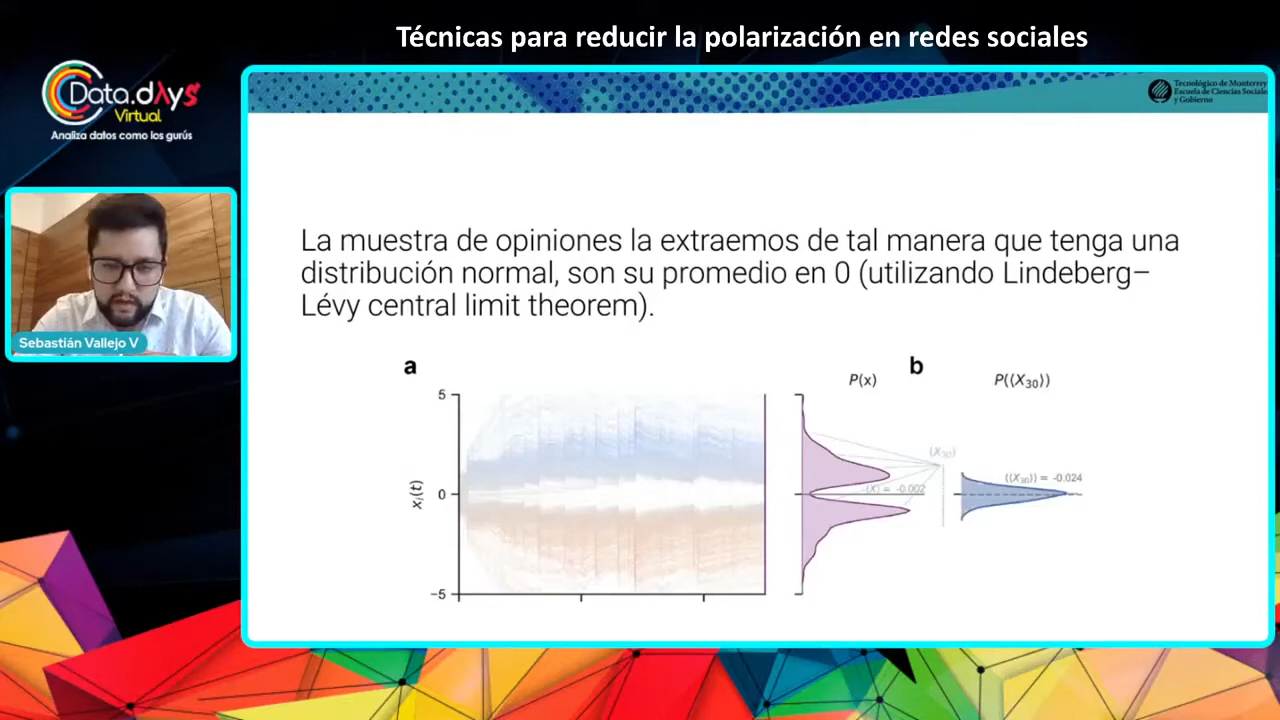 Técnicas para reducir la polarización en redes sociales
Data.dAys
Virtual
Analiza datos como los gurús
Tecnológico de Monterrey
Escuela de Ciencias Sociales
y Gobierno
Sebastián Vallejo V
La muestra de opiniones la extraemos de tal manera que tenga una
distribución normal, son su promedio en 0 (utilizando Lindeberg–
Lévy central limit theorem).
a
b
P(x)
P(⟨X₃₀⟩)
5
0
−5
xᵢ(t)
⟨X₃₀⟩
⟨X⟩ = -0.002
⟨⟨X₃₀⟩⟩ = -0.024